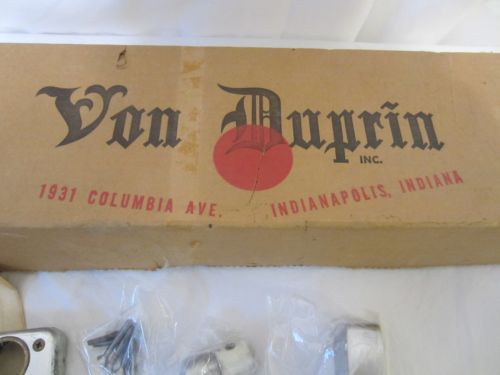 Von Duprin
INC.
1931 COLUMBIA AVE. INDIANAPOLIS, INDIANA